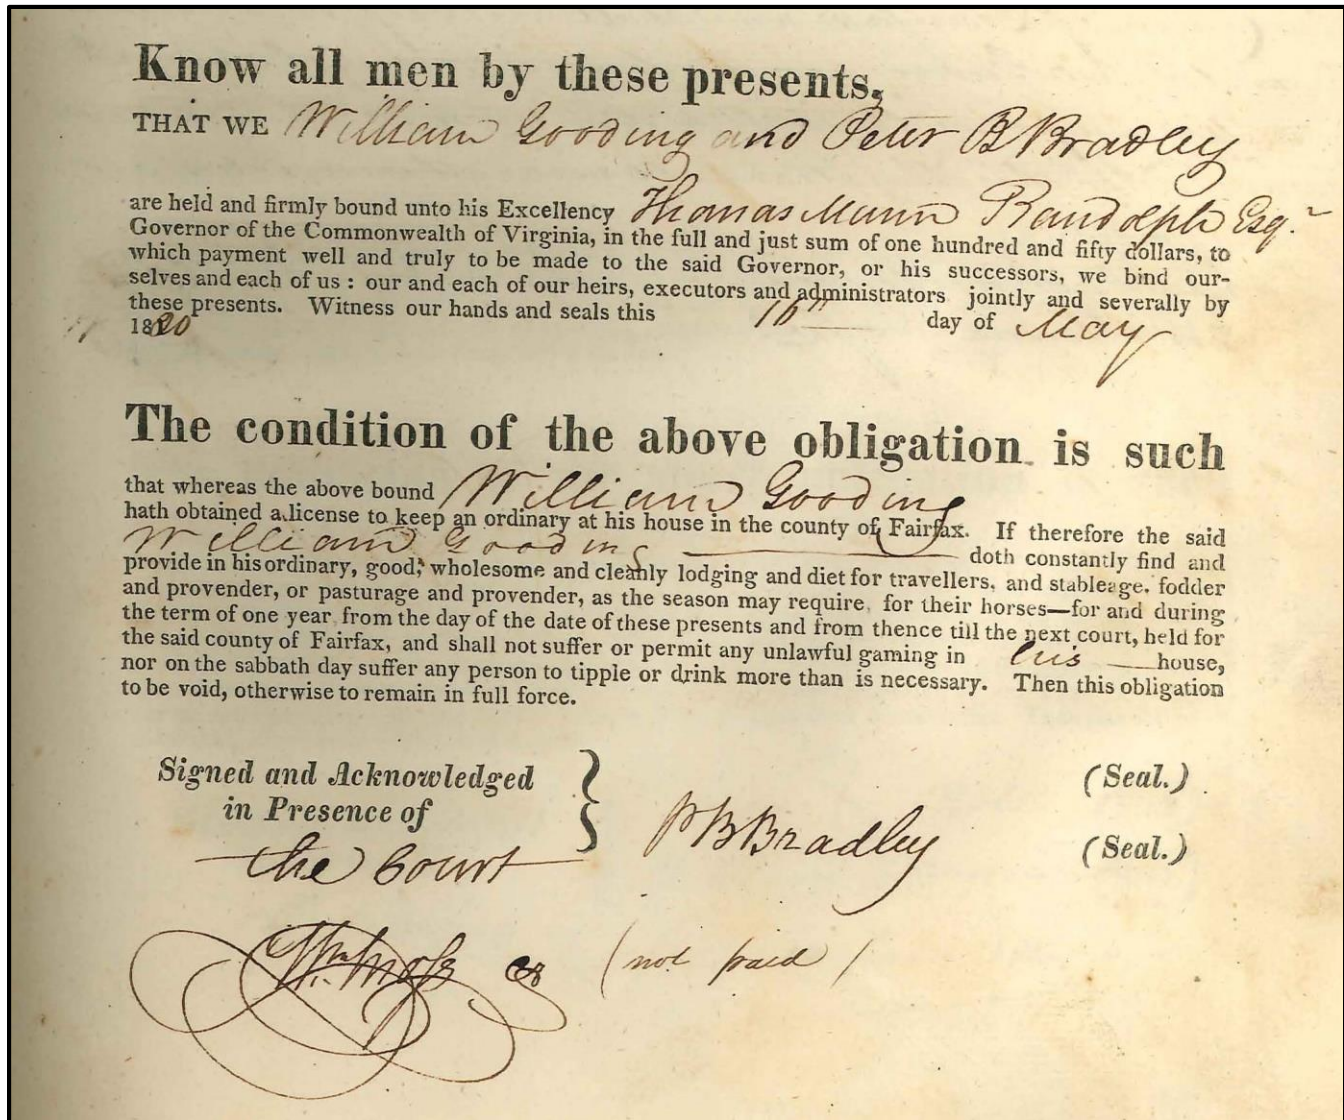 Know all men by these presents,
THAT WE William Gooding and Peter B Bradley
are held and firmly bound unto his Excellency Thomas Mann Randolph Esqr
Governor of the Commonwealth of Virginia, in the full and just sum of one hundred and fifty dollars, to
which payment well and truly to be made to the said Governor, or his successors, we bind our-
selves and each of us : our and each of our heirs, executors and administrators jointly and severally by
these presents. Witness our hands and seals this day of May
1820
The condition of the above obligation is such
that whereas the above bound William Gooding
hath obtained a license to keep an ordinary at his house in the county of Fairfax. If therefore the said
William Gooding doth constantly find and
provide in his ordinary, good, wholesome and cleanly lodging and diet for travellers, and stableage, fodder
and provender, or pasturage and provender, as the season may require, for their horses—for and during
the term of one year from the day of the date of these presents and from thence till the next court, held for
the said county of Fairfax, and shall not suffer or permit any unlawful gaming in his house,
nor on the sabbath day suffer any person to tipple or drink more than is necessary. Then this obligation
to be void, otherwise to remain in full force.
Signed and Acknowledged (Seal.)
in Presence of P B Bradley
the Court (Seal.)
Wm Moss (not paid)